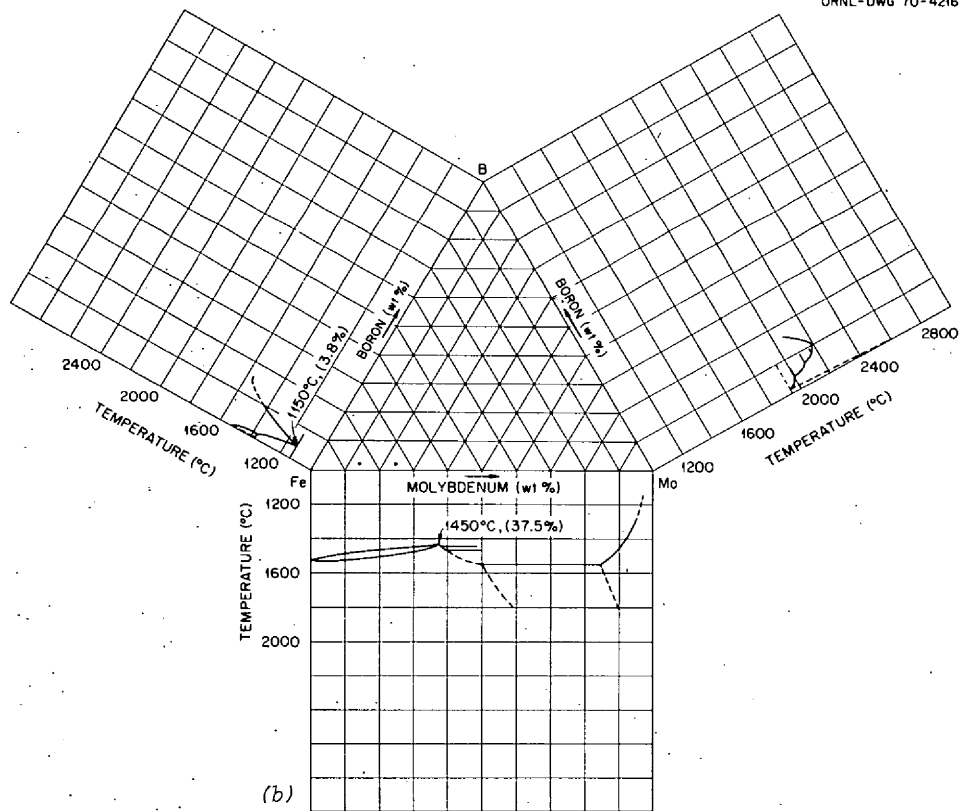 ORNL-DWG 70-4216
B
BORON (wt %)
BORON (wt %)
1150°C, (3.8%)
2400
2000
1600
1200
TEMPERATURE (°C)
2800
2400
2000
1600
1200
TEMPERATURE (°C)
Fe
MOLYBDENUM (wt %)
Mo
1200
1450°C, (37.5%)
1600
2000
TEMPERATURE (°C)
(b)